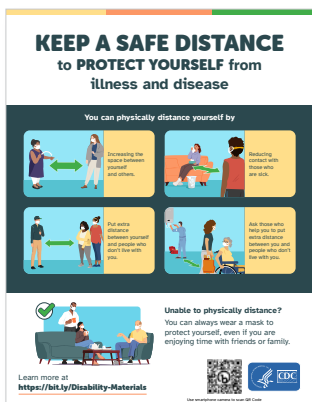 KEEP A SAFE DISTANCE
to PROTECT YOURSELF from
illness and disease
You can physically distance yourself by
Increasing the
space between
yourself
and others.
Reducing
contact with
those who
are sick.
Put extra
distance
between yourself
and people who
don't live with
you.
Ask those who
help you to put
extra distance
between you and
people who don't
live with you.
Unable to physically distance?
You can always wear a mask to
protect yourself, even if you are
enjoying time with friends or family.
Learn more at
https://bit.ly/Disability-Materials
CDC
Use smartphone camera to scan QR Code